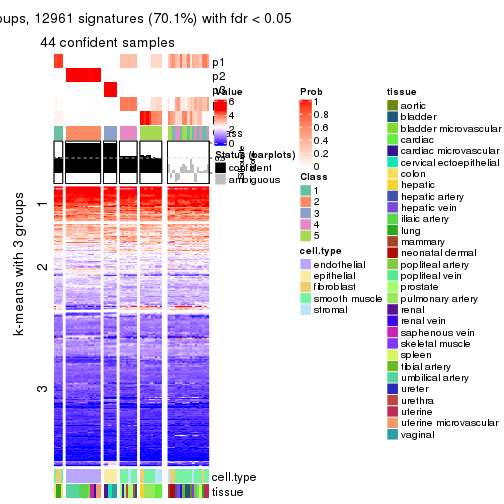 oups, 12961 signatures (70.1%) with fdr < 0.05
44 confident samples
p1
p2
k-means with 3 groups
1
2
3
cell.type
tissue
Value
6
4
2
0
Status (barplots)
confident
ambiguous
Prob
1
0.8
0.6
0.4
0.2
0
Class
1
2
3
4
5
cell.type
endothelial
epithelial
fibroblast
smooth muscle
stromal
tissue
aortic
bladder
bladder microvascular
cardiac
cardiac microvascular
cervical ectoepithelial
colon
hepatic
hepatic artery
hepatic vein
iliaic artery
lung
mammary
neonatal dermal
popliteal artery
popliteal vein
prostate
pulmonary artery
renal
renal vein
saphenous vein
skeletal muscle
spleen
tibial artery
umbilical artery
ureter
urethra
uterine
uterine microvascular
vaginal